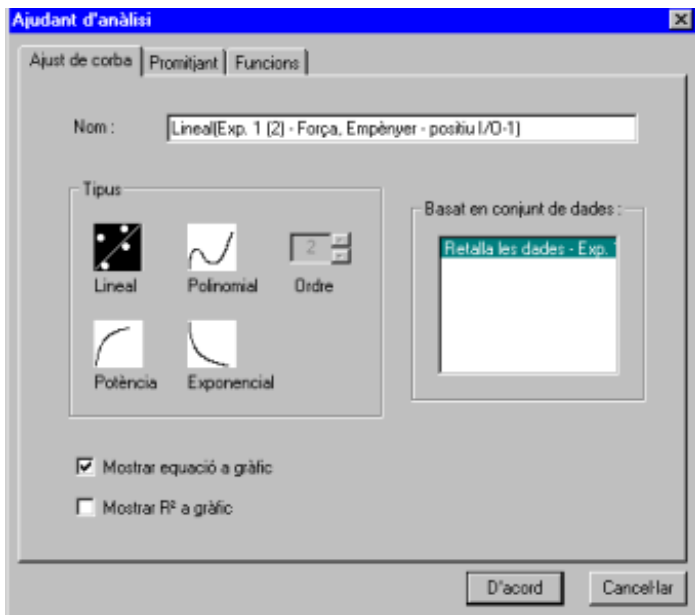 Ajudant d'anàlisi
Ajust de corba Promitjant Funcions
Nom : Lineal(Exp. 1 (2) - Força, Empènyer - positiu I/O-1)
Tipus
Basat en conjunt de dades :
2
Retalla les dades - Exp. 1
Lineal Polinomial Ordre
Potència Exponencial
Mostrar equació a gràfic
Mostrar R² a gràfic
D'acord Cancel·lar